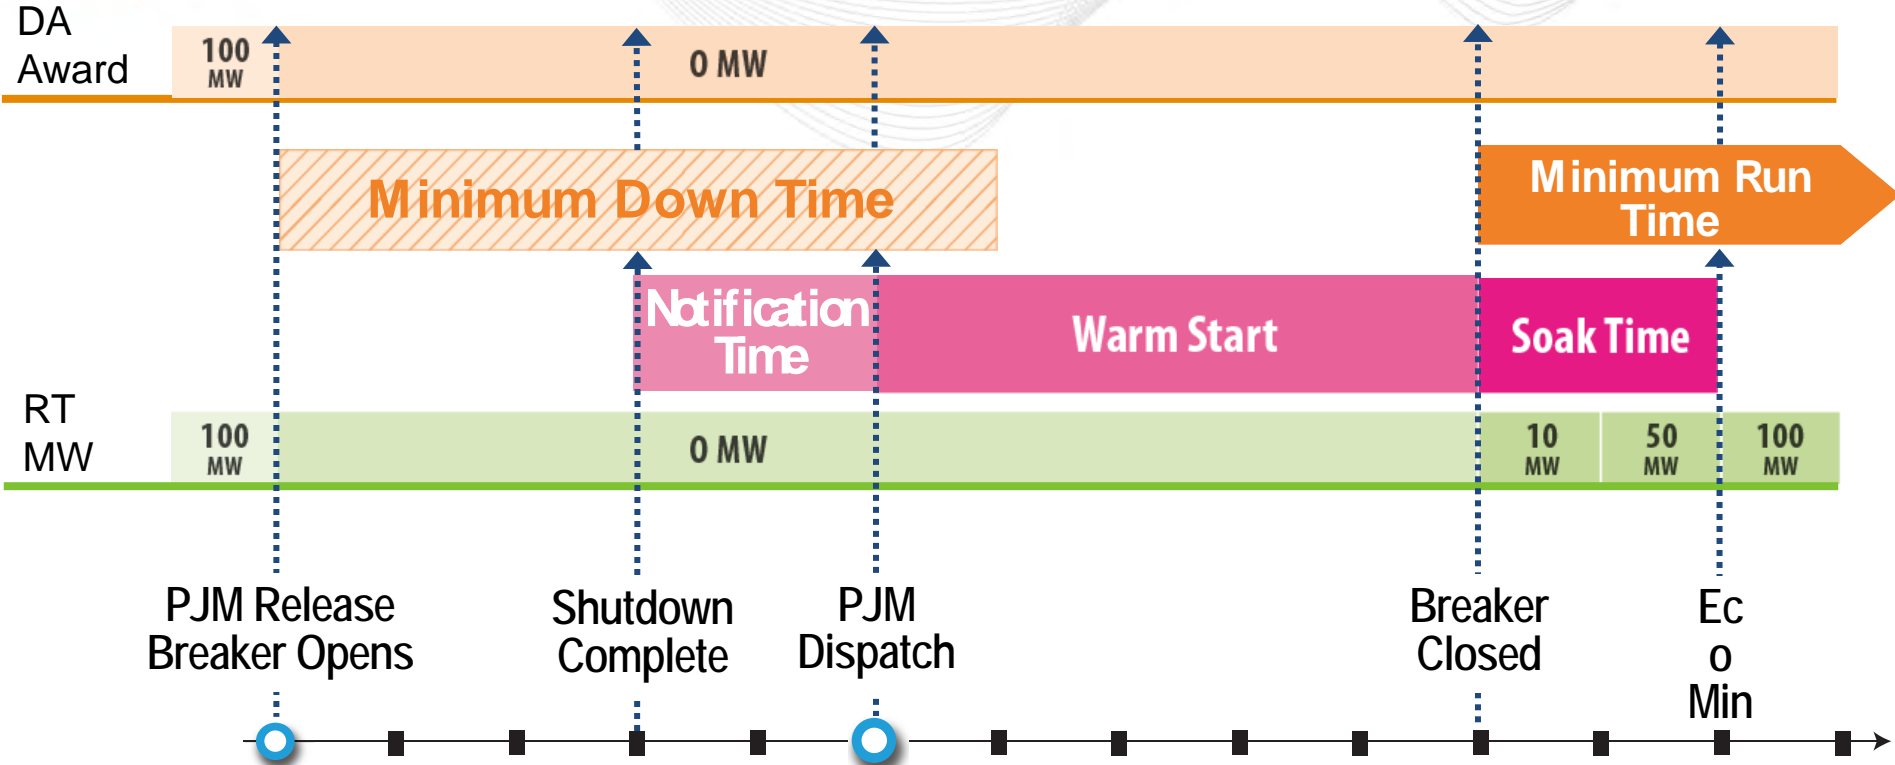 DA
Award
100
MW
0 MW
Minimum Down Time
Minimum Run
Time
Notification
Time
Warm Start
Soak Time
RT
MW
100
MW
0 MW
10
MW
50
MW
100
MW
PJM Release
Breaker Opens
Shutdown
Complete
PJM
Dispatch
Breaker
Closed
Ec
o
Min